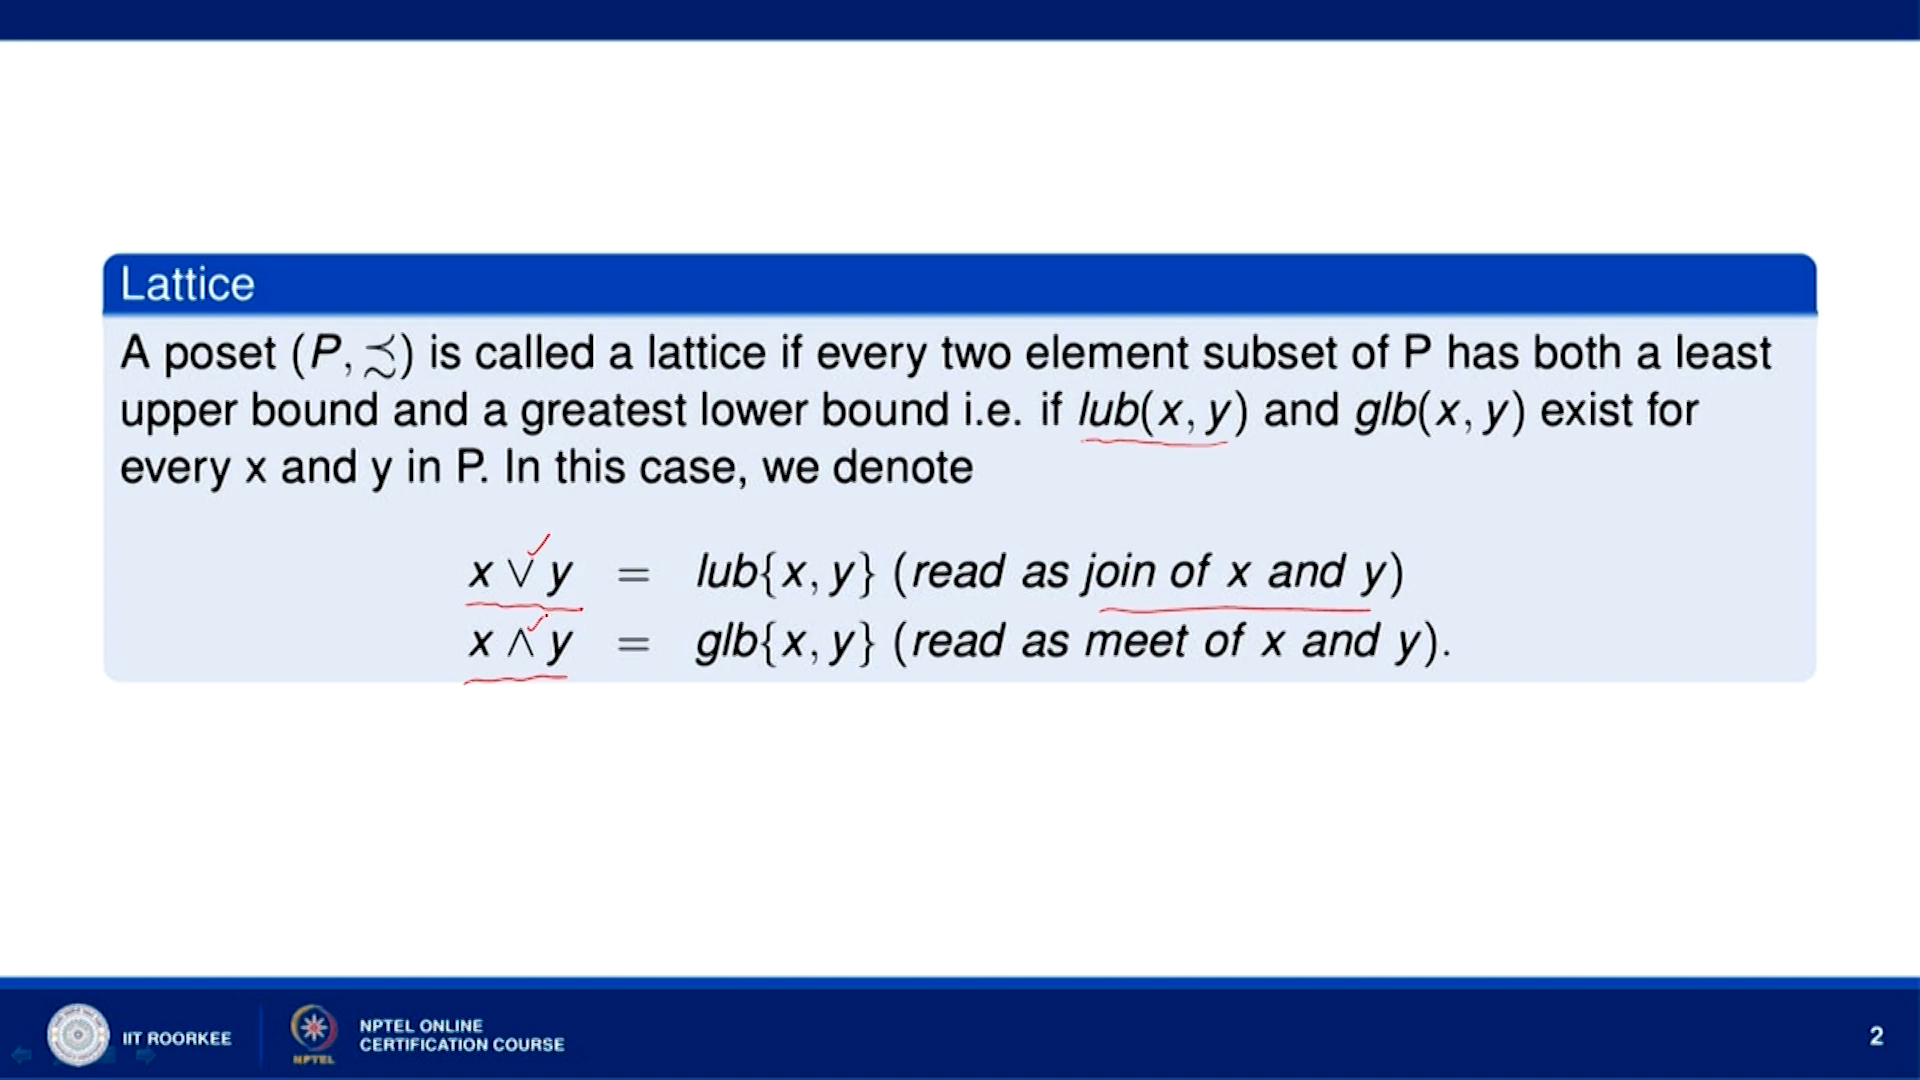 Lattice
A poset (P, ⪯) is called a lattice if every two element subset of P has both a least
upper bound and a greatest lower bound i.e. if lub(x, y) and glb(x, y) exist for
every x and y in P. In this case, we denote
x ∨ y = lub{x, y} (read as join of x and y)
x ∧ y = glb{x, y} (read as meet of x and y).
IIT ROORKEE
NPTEL
NPTEL ONLINE
CERTIFICATION COURSE
2